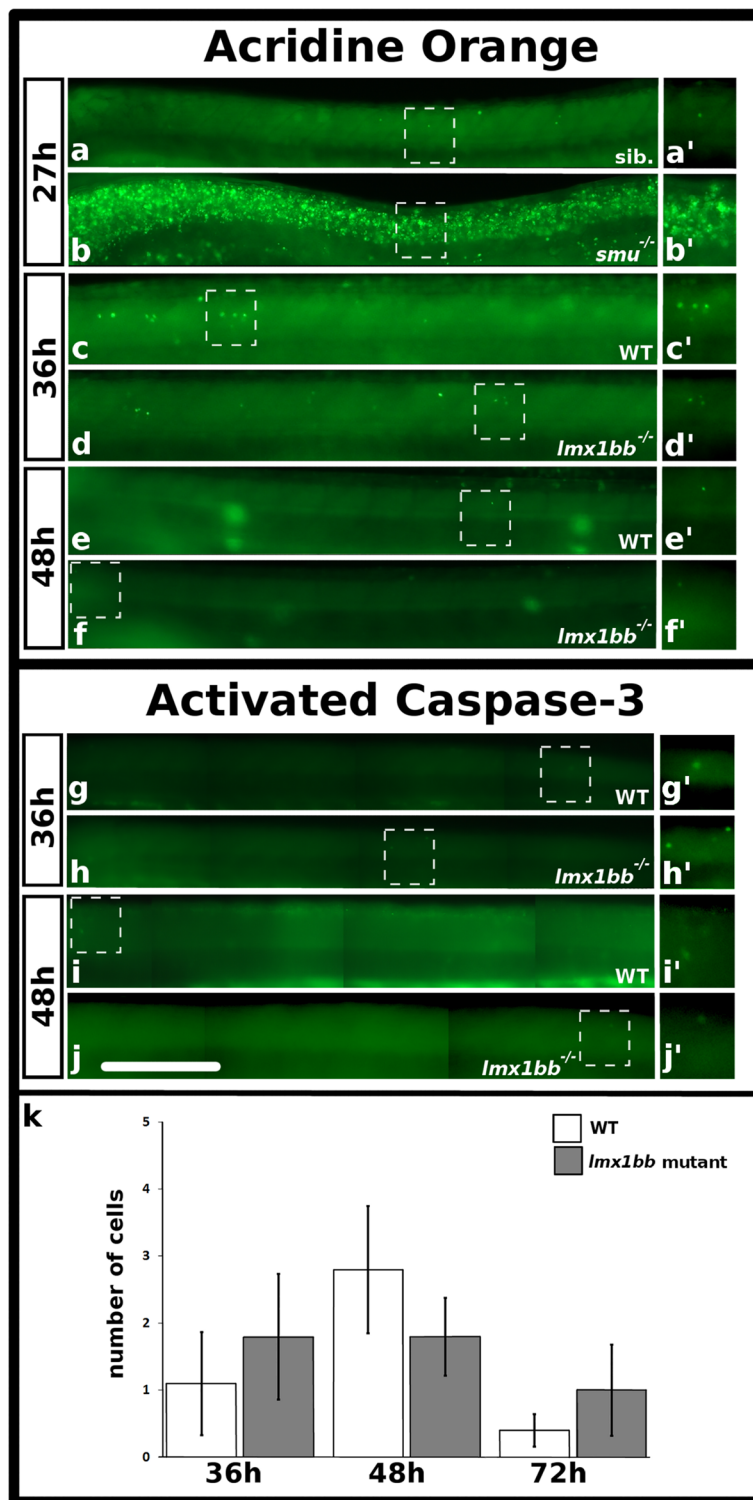 Acridine Orange
27h
a
sib.
a'
b
smu-/-
b'
36h
c
WT
c'
d
lmx1bb-/-
d'
48h
e
WT
e'
f
lmx1bb-/-
f'
Activated Caspase-3
36h
g
WT
g'
h
lmx1bb-/-
h'
48h
i
WT
i'
j
lmx1bb-/-
j'
k
WT
lmx1bb mutant
number of cells
5
4
3
2
1
0
36h 48h 72h